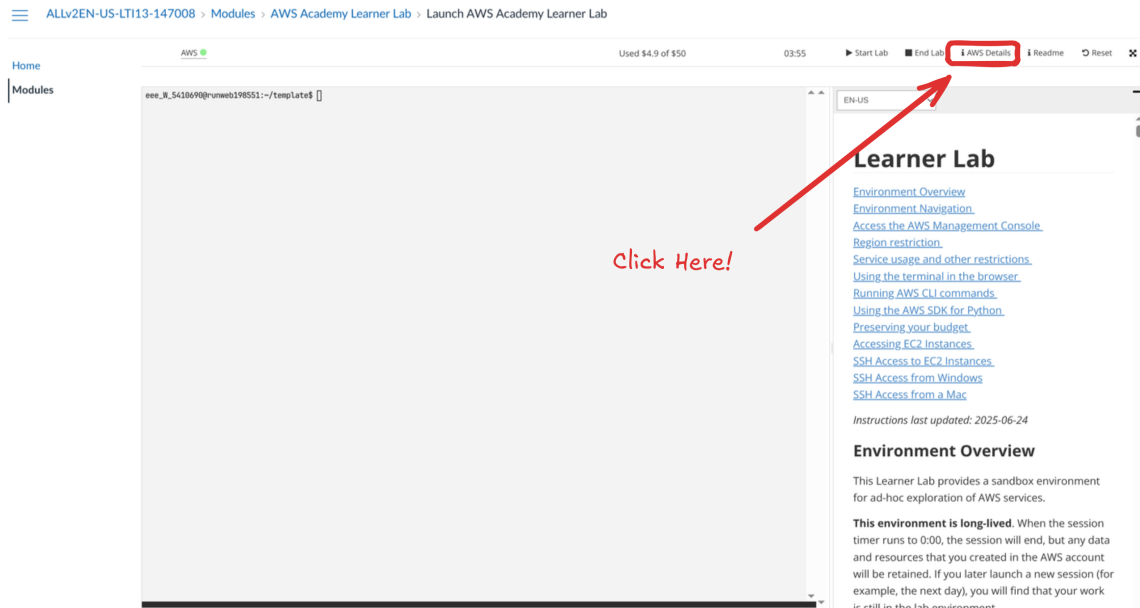 ALLv2EN-US-LTI13-147008 › Modules › AWS Academy Learner Lab › Launch AWS Academy Learner Lab
Home
Modules
AWS
Used $4.9 of $50
03:55
Start Lab
End Lab
AWS Details
Readme
Reset
eee_W_5410690@runweb198551:~/template$
EN-US
Click Here!
Learner Lab
Environment Overview
Environment Navigation
Access the AWS Management Console
Region restriction
Service usage and other restrictions
Using the terminal in the browser
Running AWS CLI commands
Using the AWS SDK for Python
Preserving your budget
Accessing EC2 Instances
SSH Access to EC2 Instances
SSH Access from Windows
SSH Access from a Mac
Instructions last updated: 2025-06-24
Environment Overview
This Learner Lab provides a sandbox environment
for ad-hoc exploration of AWS services.
This environment is long-lived. When the session
timer runs to 0:00, the session will end, but any data
and resources that you created in the AWS account
will be retained. If you later launch a new session (for
example, the next day), you will find that your work
is still in the lab environment.